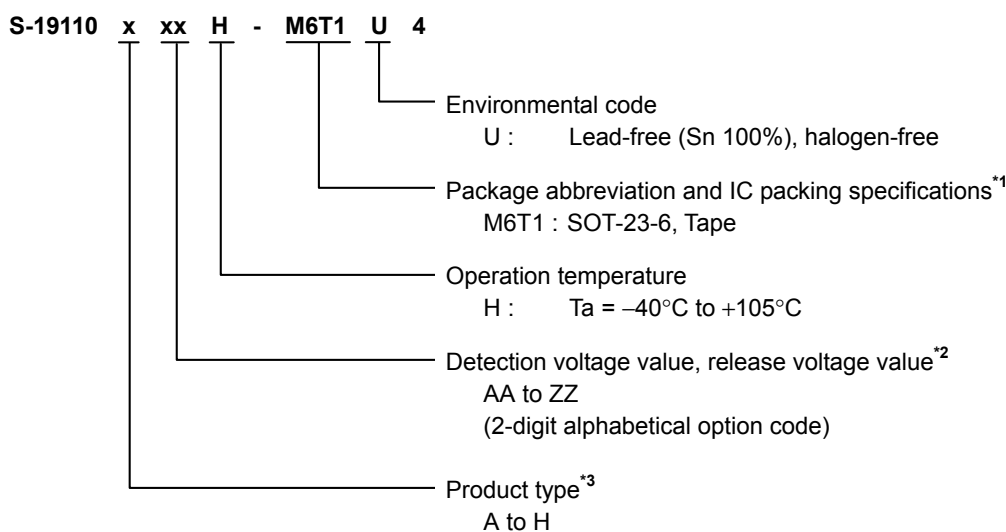 S-19110 x xx H - M6T1 U 4
Environmental code
U : Lead-free (Sn 100%), halogen-free
Package abbreviation and IC packing specifications*1
M6T1 : SOT-23-6, Tape
Operation temperature
H : Ta = −40°C to +105°C
Detection voltage value, release voltage value*2
AA to ZZ
(2-digit alphabetical option code)
Product type*3
A to H